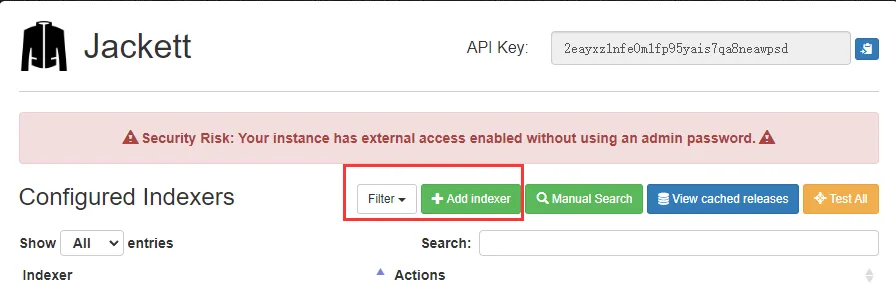 Jackett
API Key: 2eayxzlnfe0mlfp95yais7qa8neawpsd
Security Risk: Your instance has external access enabled without using an admin password.
Configured Indexers Filter Add indexer Manual Search View cached releases Test All
Show All entries Search:
Indexer Actions